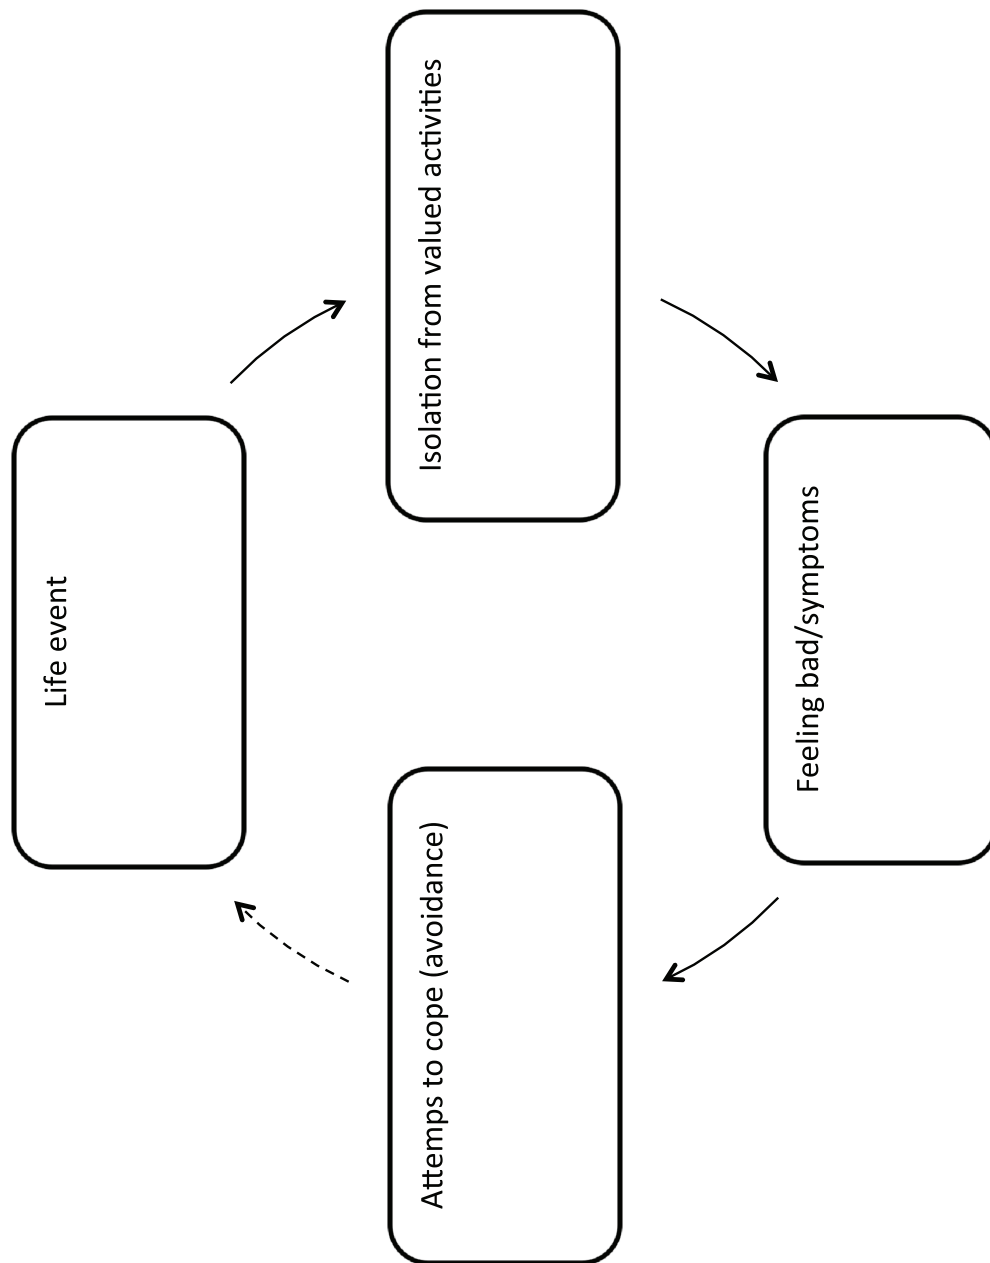 Life event
Isolation from valued activities
Feeling bad/symptoms
Attemps to cope (avoidance)